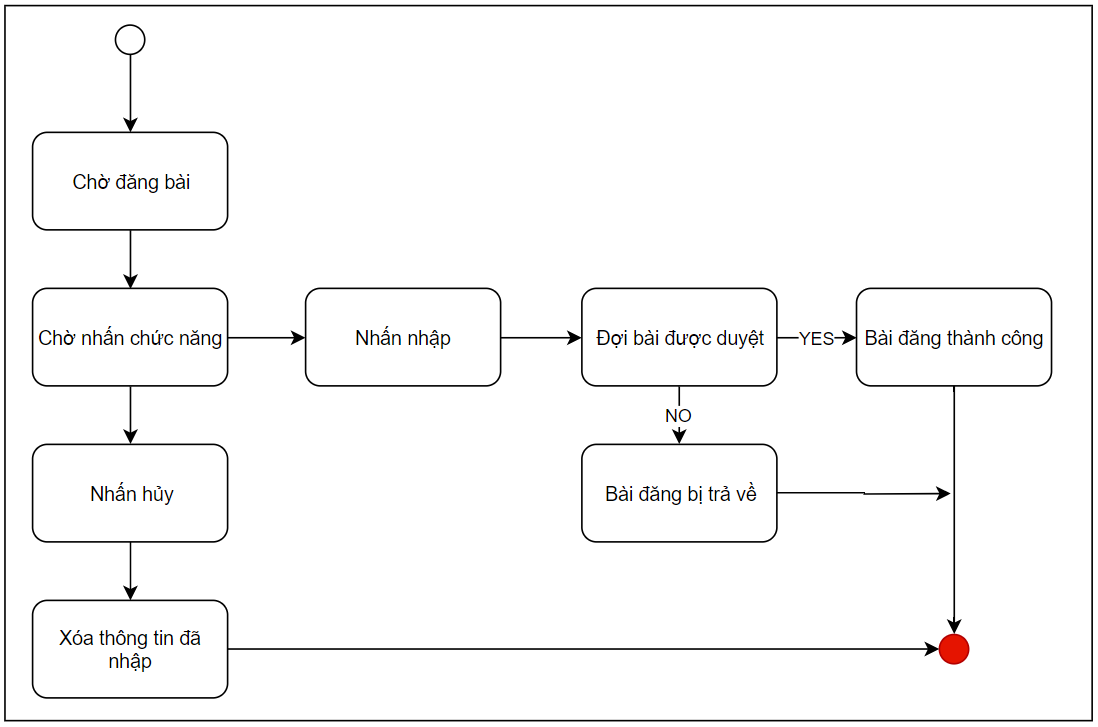 Chờ đăng bài
Chờ nhấn chức năng
Nhấn nhập
Đợi bài được duyệt
YES
Bài đăng thành công
NO
Nhấn hủy
Bài đăng bị trả về
Xóa thông tin đã
nhập